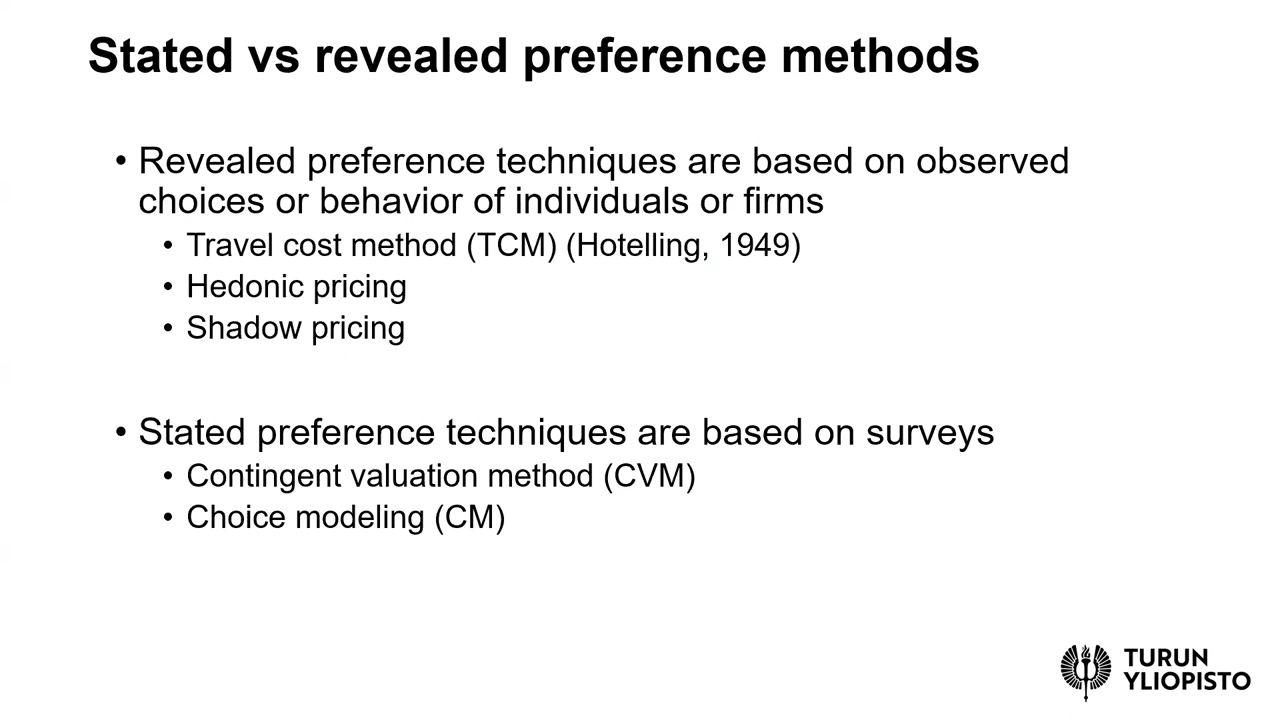 Stated vs revealed preference methods
• Revealed preference techniques are based on observed
choices or behavior of individuals or firms
• Travel cost method (TCM) (Hotelling, 1949)
• Hedonic pricing
• Shadow pricing
• Stated preference techniques are based on surveys
• Contingent valuation method (CVM)
• Choice modeling (CM)
TURUN
YLIOPISTO